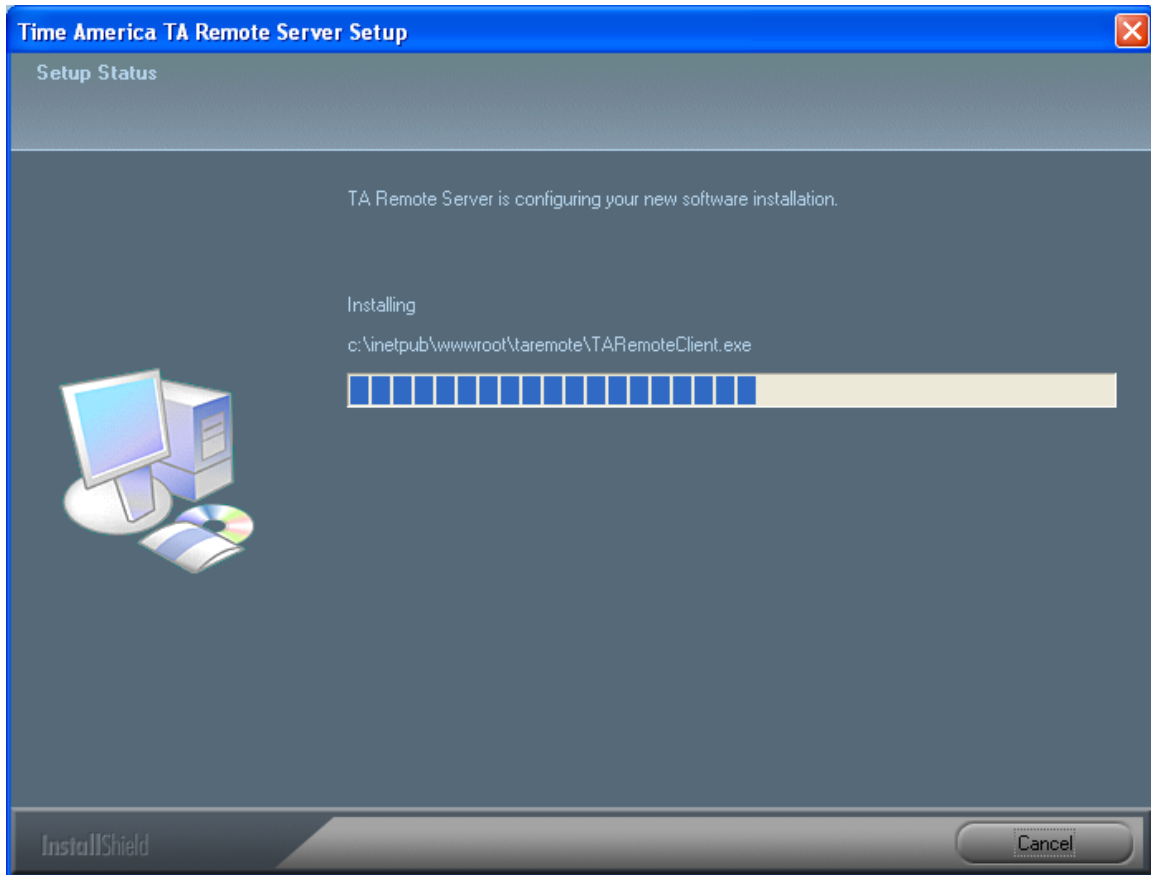 Time America TA Remote Server Setup
Setup Status
TA Remote Server is configuring your new software installation.
Installing
c:\inetpub\wwwroot\taremote\TARemoteClient.exe
InstallShield
Cancel